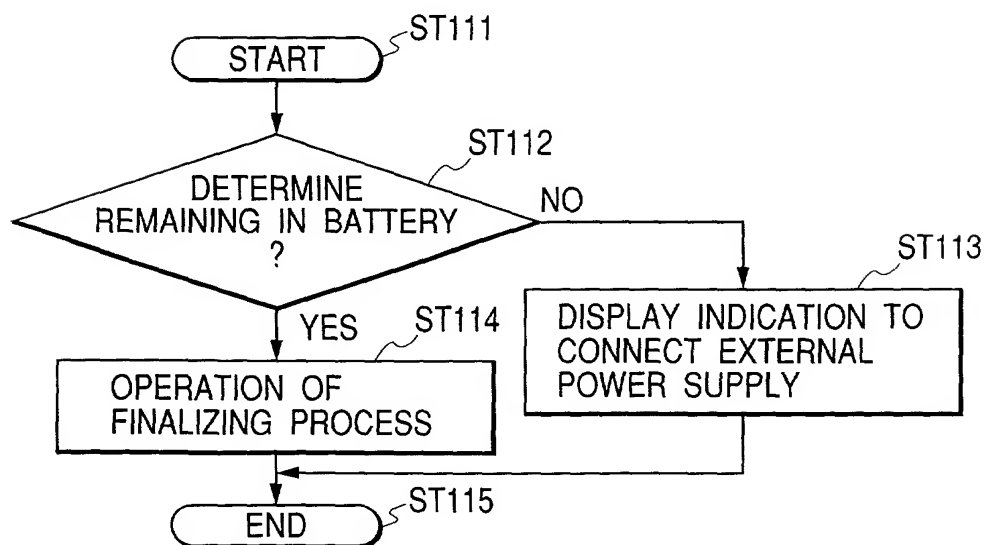 START
ST111
ST112
DETERMINE
REMAINING IN BATTERY
?
NO
YES
ST113
DISPLAY INDICATION TO
CONNECT EXTERNAL
POWER SUPPLY
ST114
OPERATION OF
FINALIZING PROCESS
ST115
END